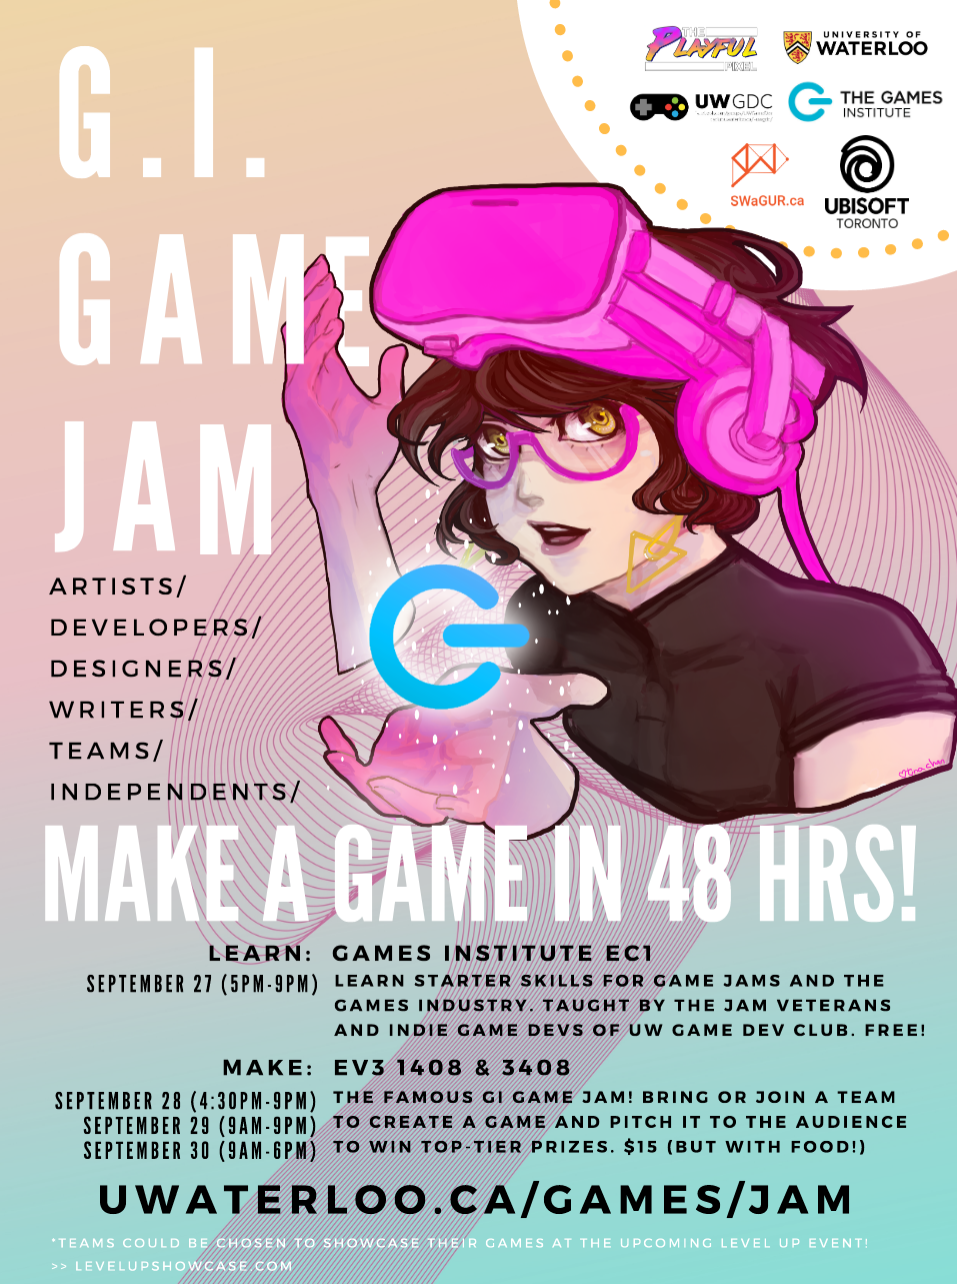 G.I.
GAME
JAM
THE
PLAYFUL
PIXEL
UNIVERSITY OF
WATERLOO
UWGDC
THE GAMES
INSTITUTE
SWaGUR.ca
UBISOFT
TORONTO
ARTISTS/
DEVELOPERS/
DESIGNERS/
WRITERS/
TEAMS/
INDEPENDENTS/
MAKE A GAME IN 48 HRS!
LEARN: GAMES INSTITUTE EC1
SEPTEMBER 27 (5PM-9PM) LEARN STARTER SKILLS FOR GAME JAMS AND THE
GAMES INDUSTRY. TAUGHT BY THE JAM VETERANS
AND INDIE GAME DEVS OF UW GAME DEV CLUB. FREE!
MAKE: EV3 1408 & 3408
SEPTEMBER 28 (4:30PM-9PM) THE FAMOUS GI GAME JAM! BRING OR JOIN A TEAM
SEPTEMBER 29 (9AM-9PM) TO CREATE A GAME AND PITCH IT TO THE AUDIENCE
SEPTEMBER 30 (9AM-6PM) TO WIN TOP-TIER PRIZES. $15 (BUT WITH FOOD!)
UWATERLOO.CA/GAMES/JAM
*TEAMS COULD BE CHOSEN TO SHOWCASE THEIR GAMES AT THE UPCOMING LEVEL UP EVENT!
>> LEVELUPSHOWCASE.COM